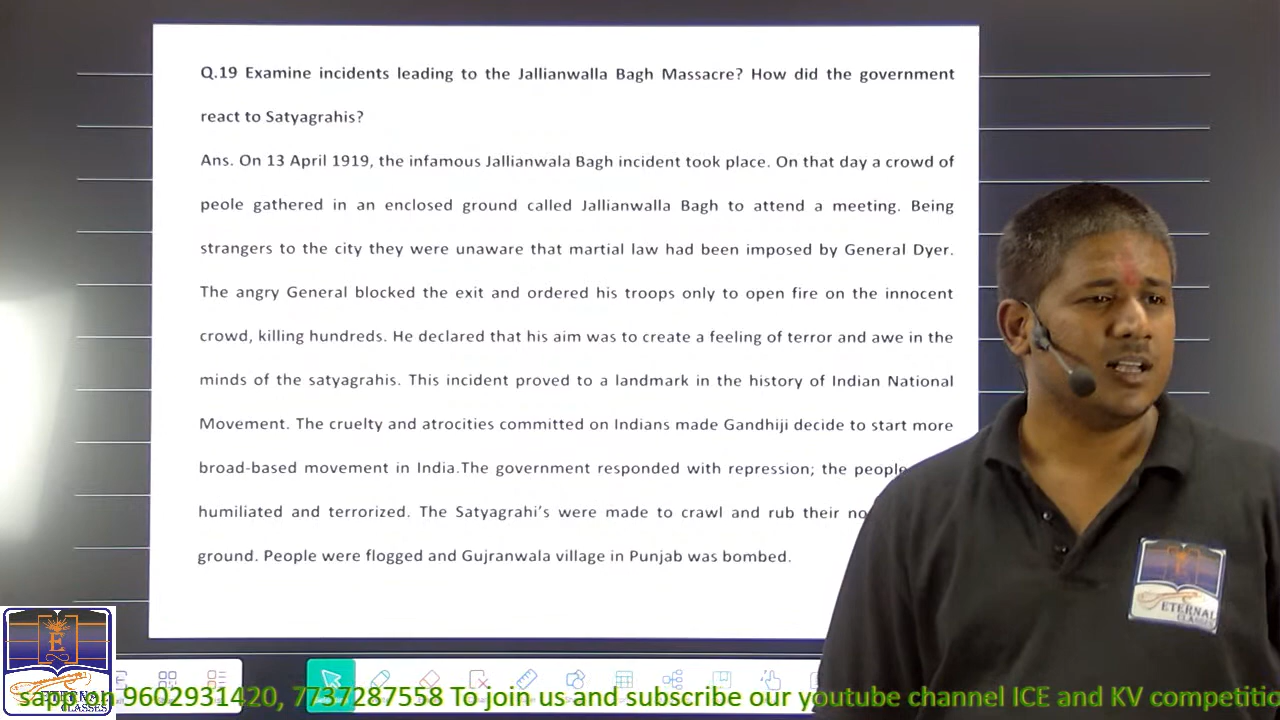 Q.19 Examine incidents leading to the Jallianwalla Bagh Massacre? How did the government
react to Satyagrahis?
Ans. On 13 April 1919, the infamous Jallianwala Bagh incident took place. On that day a crowd of
peole gathered in an enclosed ground called Jallianwalla Bagh to attend a meeting. Being
strangers to the city they were unaware that martial law had been imposed by General Dyer.
The angry General blocked the exit and ordered his troops only to open fire on the innocent
crowd, killing hundreds. He declared that his aim was to create a feeling of terror and awe in the
minds of the satyagrahis. This incident proved to a landmark in the history of Indian National
Movement. The cruelty and atrocities committed on Indians made Gandhiji decide to start more
broad-based movement in India.The government responded with repression; the people
humiliated and terrorized. The Satyagrahi's were made to crawl and rub their no
ground. People were flogged and Gujranwala village in Punjab was bombed.
ETERNAL
E
CLASSES
sapp on 9602931420, 7737287558 To join us and subscribe our youtube channel ICE and KV competitio